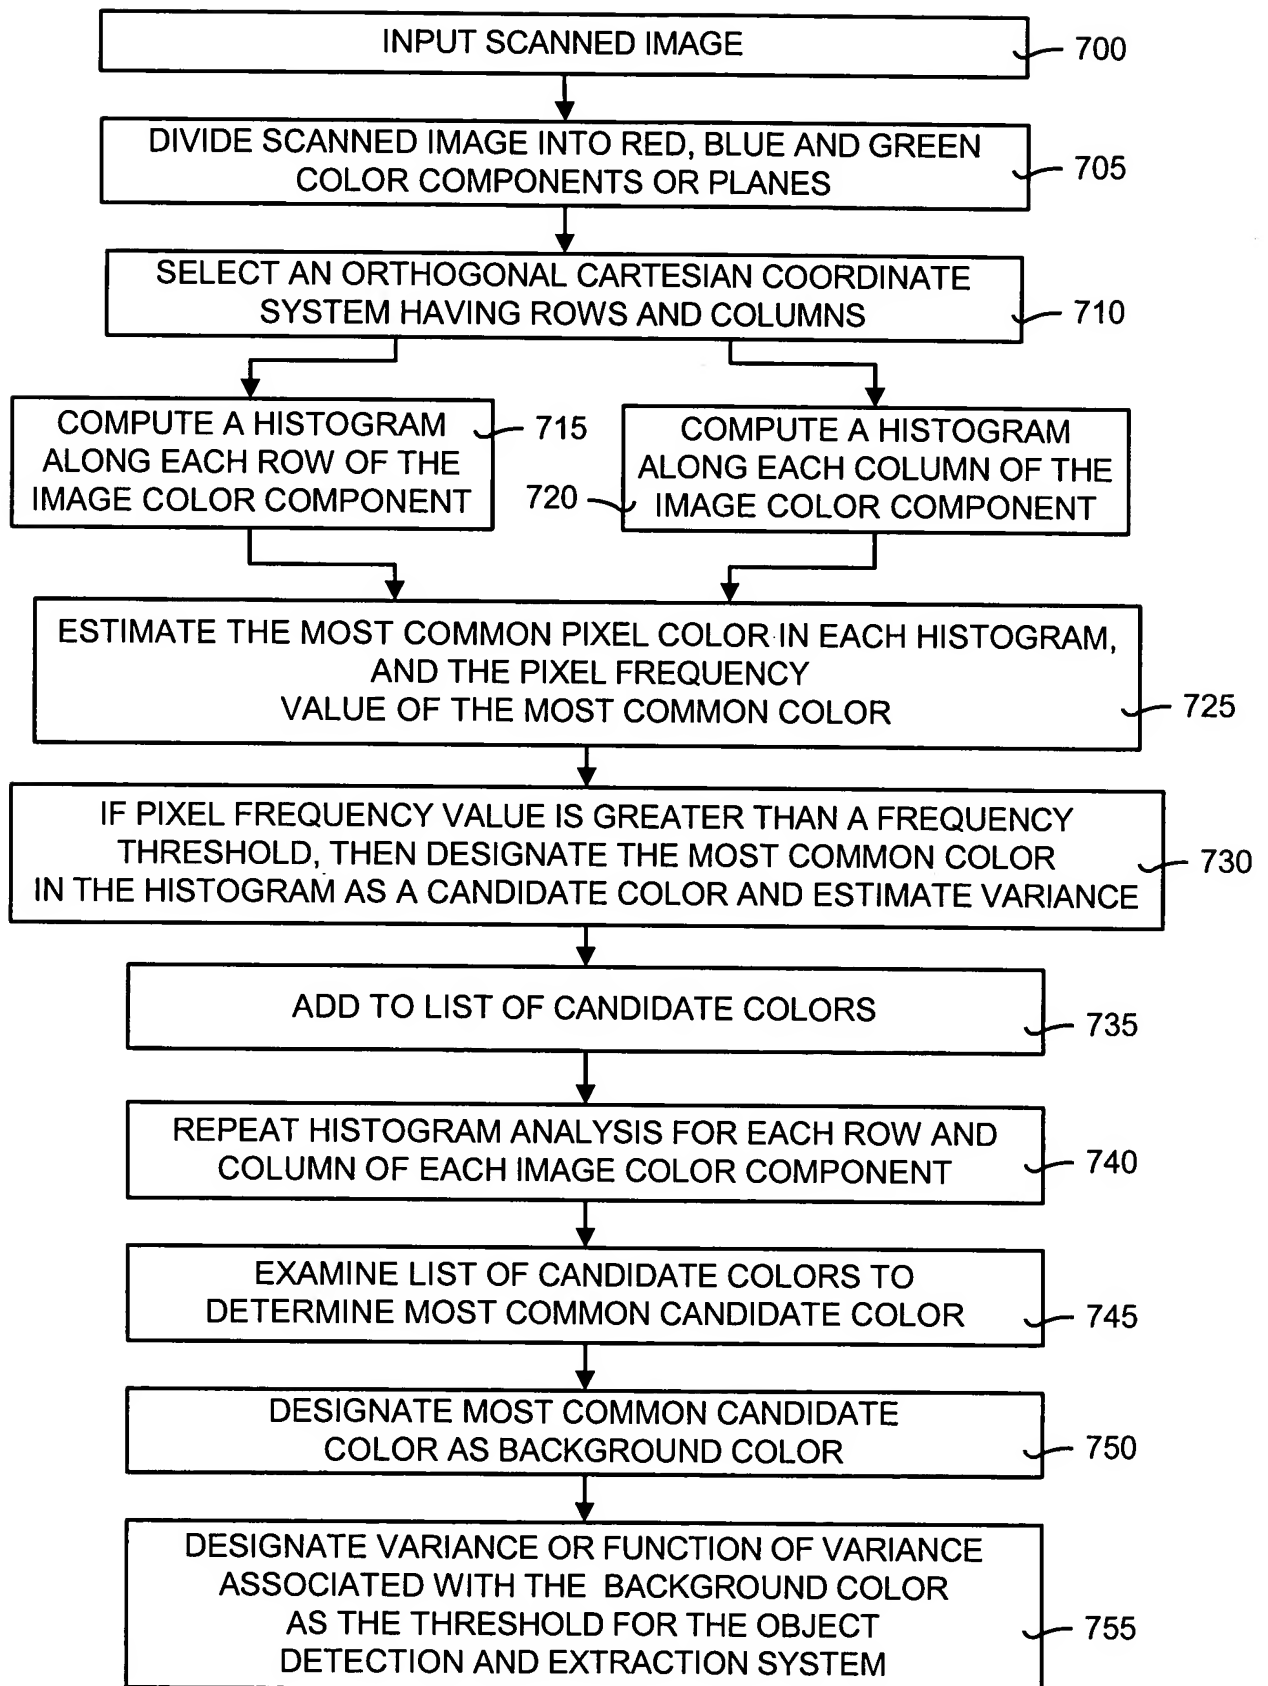 INPUT SCANNED IMAGE
700
DIVIDE SCANNED IMAGE INTO RED, BLUE AND GREEN
COLOR COMPONENTS OR PLANES
705
SELECT AN ORTHOGONAL CARTESIAN COORDINATE
SYSTEM HAVING ROWS AND COLUMNS
710
COMPUTE A HISTOGRAM
ALONG EACH ROW OF THE
IMAGE COLOR COMPONENT
715
COMPUTE A HISTOGRAM
ALONG EACH COLUMN OF THE
IMAGE COLOR COMPONENT
720
ESTIMATE THE MOST COMMON PIXEL COLOR IN EACH HISTOGRAM,
AND THE PIXEL FREQUENCY
VALUE OF THE MOST COMMON COLOR
725
IF PIXEL FREQUENCY VALUE IS GREATER THAN A FREQUENCY
THRESHOLD, THEN DESIGNATE THE MOST COMMON COLOR
IN THE HISTOGRAM AS A CANDIDATE COLOR AND ESTIMATE VARIANCE
730
ADD TO LIST OF CANDIDATE COLORS
735
REPEAT HISTOGRAM ANALYSIS FOR EACH ROW AND
COLUMN OF EACH IMAGE COLOR COMPONENT
740
EXAMINE LIST OF CANDIDATE COLORS TO
DETERMINE MOST COMMON CANDIDATE COLOR
745
DESIGNATE MOST COMMON CANDIDATE
COLOR AS BACKGROUND COLOR
750
DESIGNATE VARIANCE OR FUNCTION OF VARIANCE
ASSOCIATED WITH THE BACKGROUND COLOR
AS THE THRESHOLD FOR THE OBJECT
DETECTION AND EXTRACTION SYSTEM
755